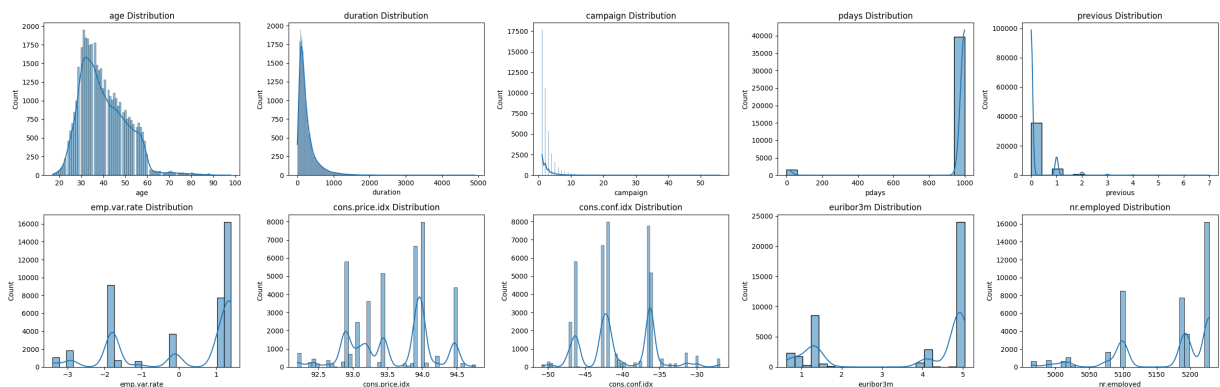 age Distribution
2000
1750
1500
1250
1000
750
500
250
0
Count
20 30 40 50 60 70 80 90 100
age
duration Distribution
2000
1750
1500
1250
1000
750
500
250
0
Count
0 1000 2000 3000 4000 5000
duration
campaign Distribution
17500
15000
12500
10000
7500
5000
2500
0
Count
0 10 20 30 40 50
campaign
pdays Distribution
40000
35000
30000
25000
20000
15000
10000
5000
0
Count
0 200 400 600 800 1000
pdays
previous Distribution
100000
80000
60000
40000
20000
0
Count
0 1 2 3 4 5 6 7
previous
emp.var.rate Distribution
16000
14000
12000
10000
8000
6000
4000
2000
0
Count
−3 −2 −1 0 1
emp.var.rate
cons.price.idx Distribution
8000
7000
6000
5000
4000
3000
2000
1000
0
Count
92.5 93.0 93.5 94.0 94.5
cons.price.idx
cons.conf.idx Distribution
8000
7000
6000
5000
4000
3000
2000
1000
0
Count
−50 −45 −40 −35 −30
cons.conf.idx
euribor3m Distribution
25000
20000
15000
10000
5000
0
Count
1 2 3 4 5
euribor3m
nr.employed Distribution
16000
14000
12000
10000
8000
6000
4000
2000
0
Count
5000 5050 5100 5150 5200
nr.employed